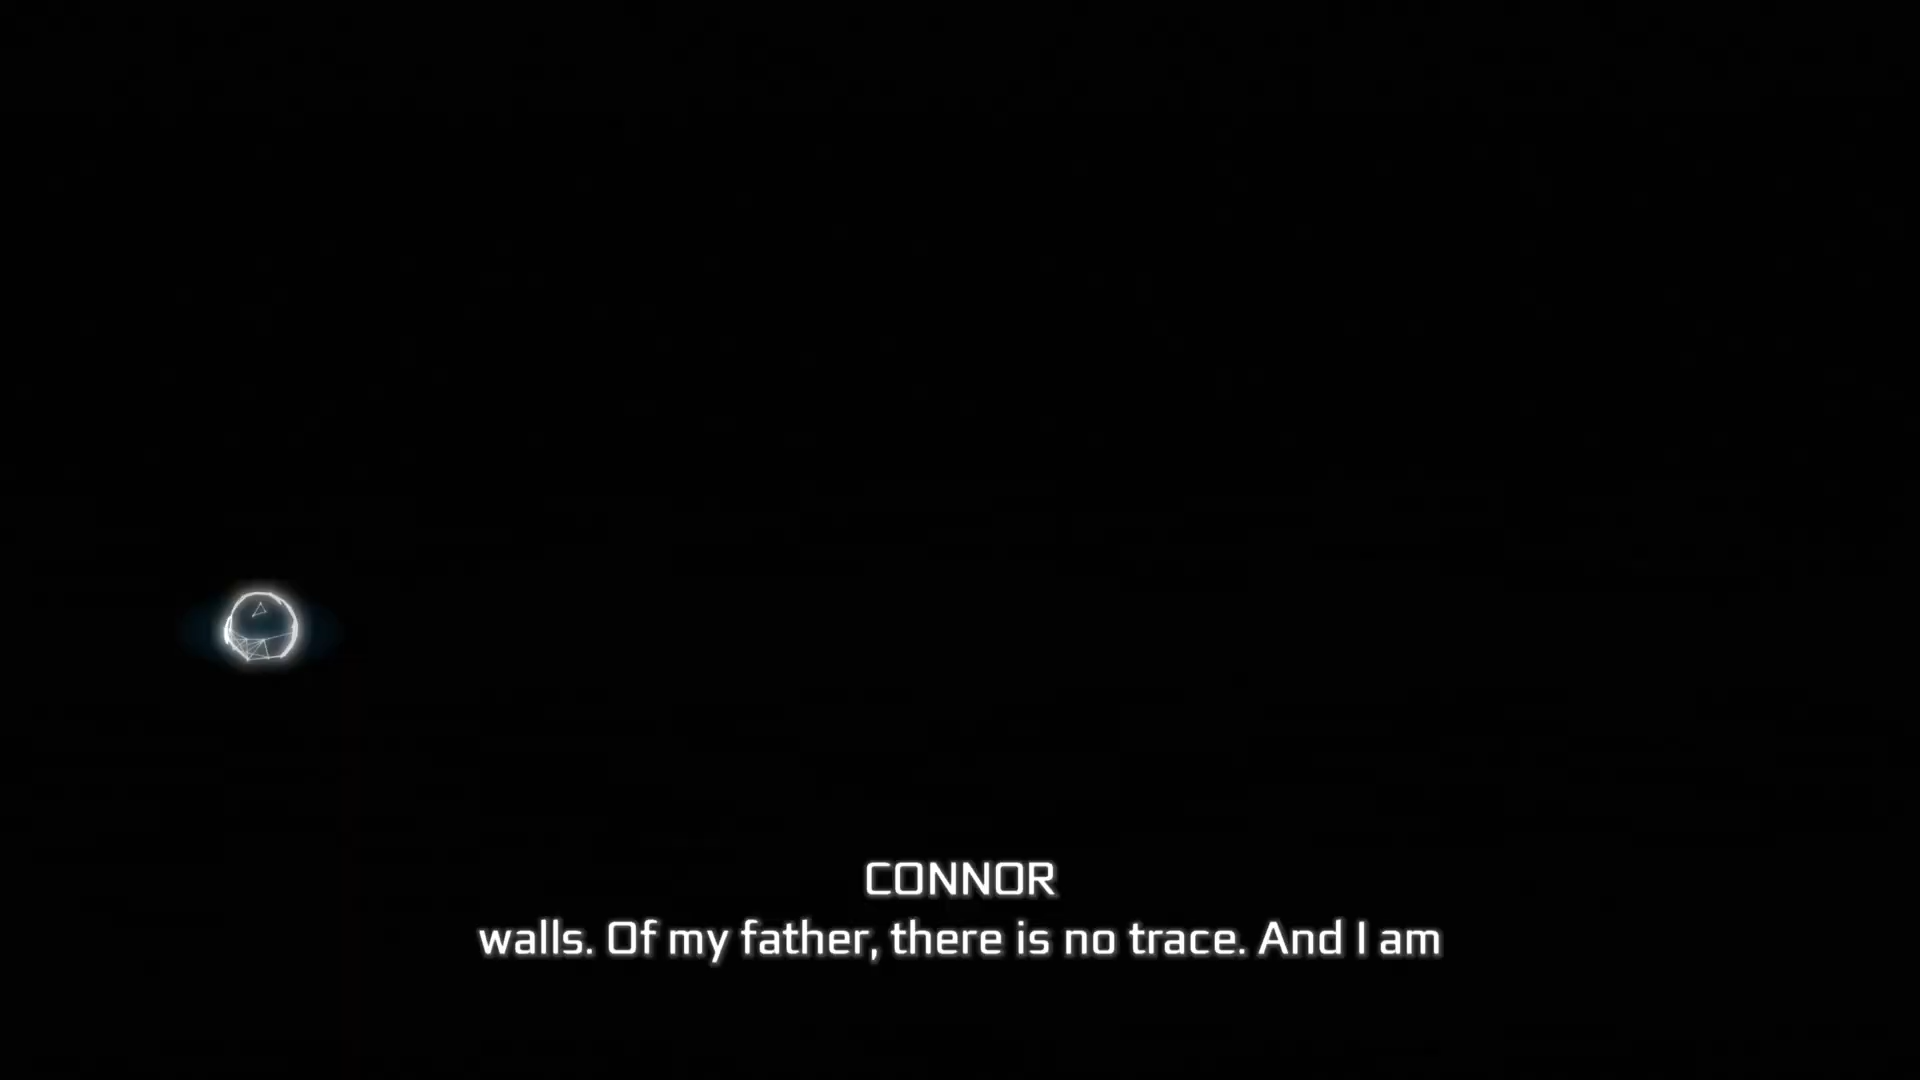 CONNOR
walls. Of my father, there is no trace. And I am